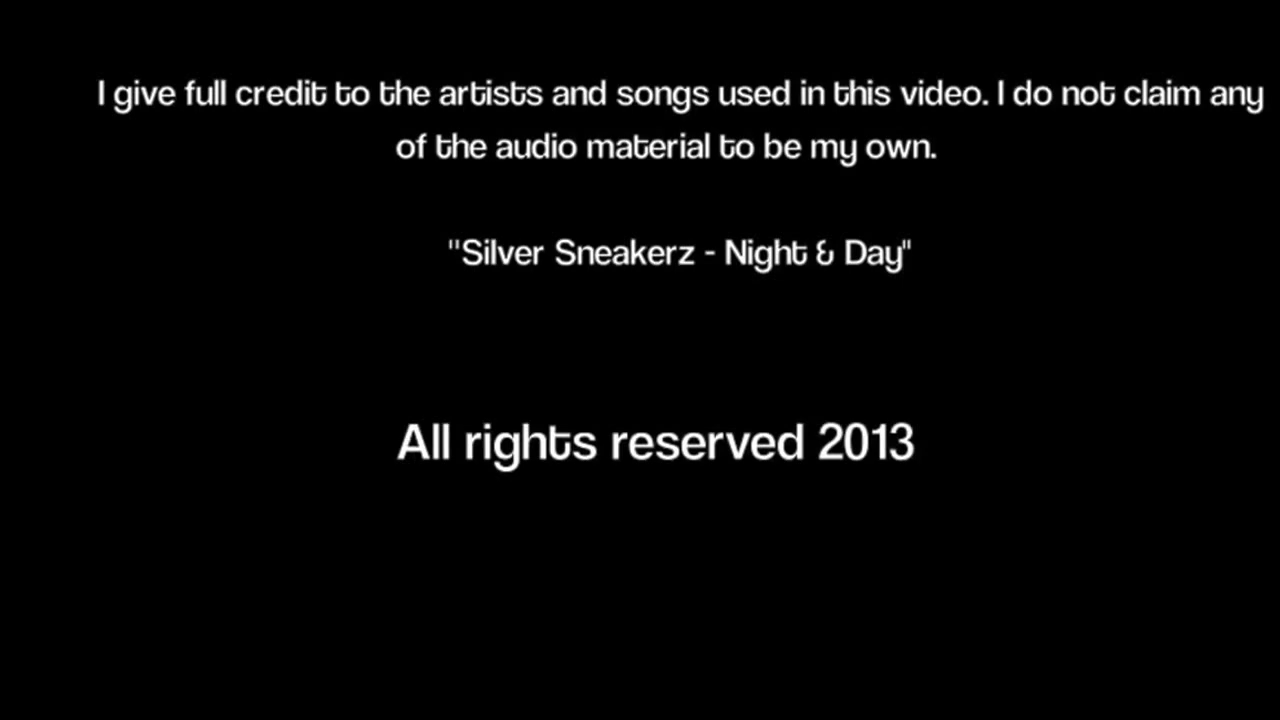 I give full credit to the artists and songs used in this video. I do not claim any
of the audio material to be my own.
"Silver Sneakerz - Night & Day"
All rights reserved 2013